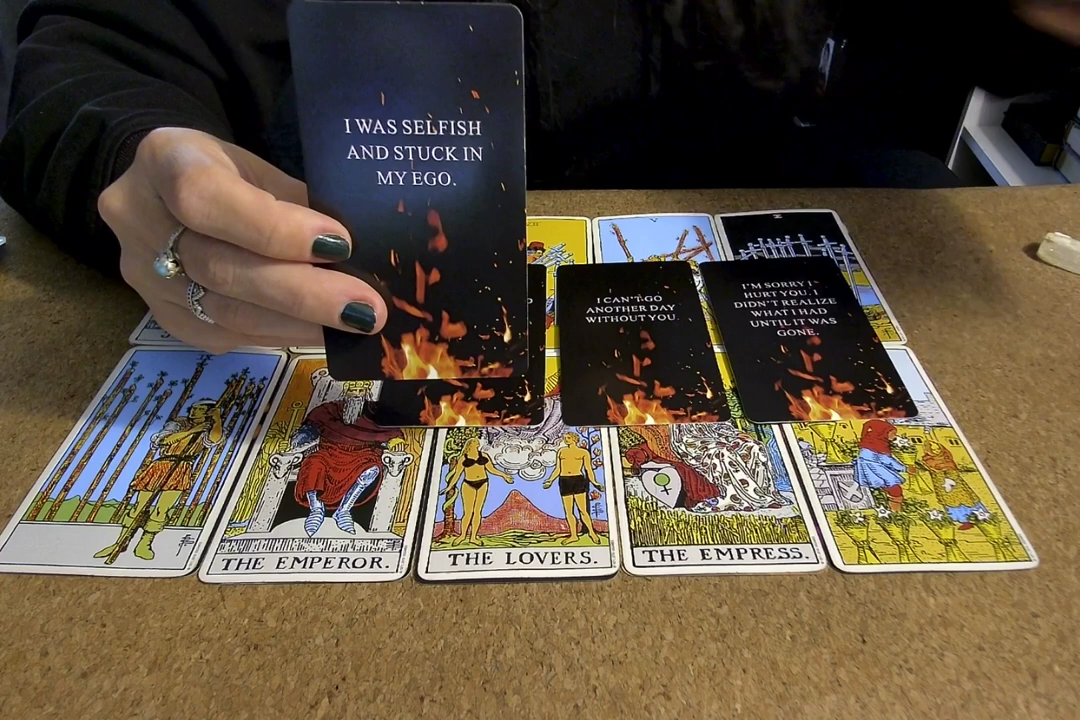 I WAS SELFISH
AND STUCK IN
MY EGO.
I CAN'T GO
ANOTHER DAY
WITHOUT YOU.
I'M SORRY I
HURT YOU. I
DIDN'T REALIZE
WHAT I HAD
UNTIL IT WAS
GONE.
THE EMPEROR.
THE LOVERS.
THE EMPRESS.